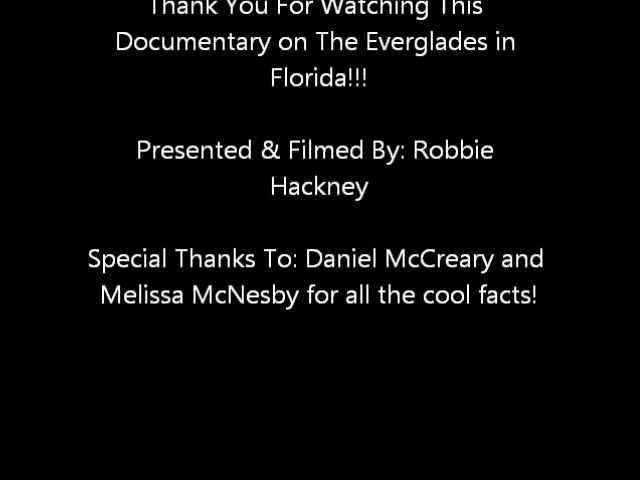 Thank You For Watching This
Documentary on The Everglades in
Florida!!!
Presented & Filmed By: Robbie
Hackney
Special Thanks To: Daniel McCreary and
Melissa McNesby for all the cool facts!